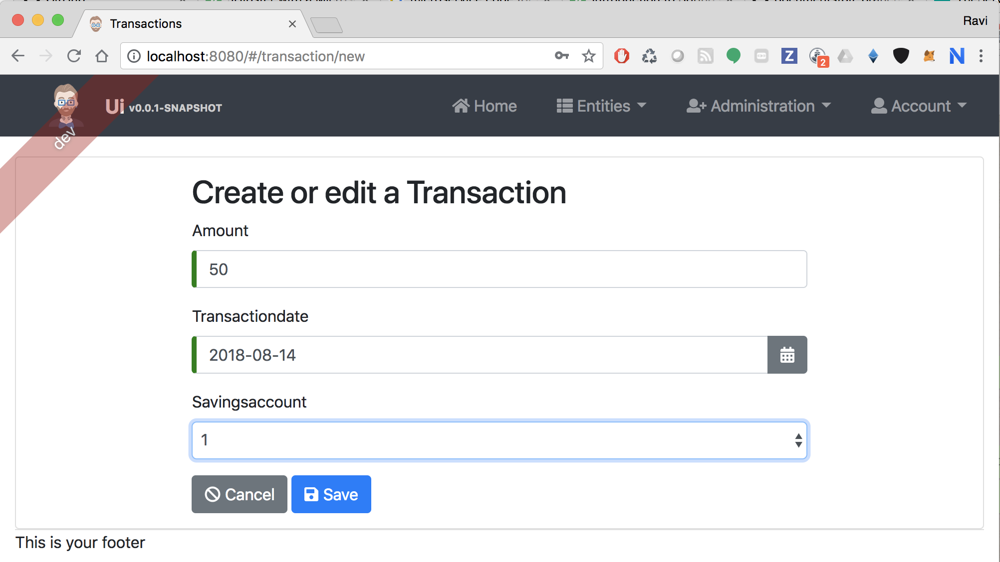 Transactions
Ravi
localhost:8080/#/transaction/new
Z
2
N
Ui v0.0.1-SNAPSHOT
Home
Entities
Administration
Account
dev
Create or edit a Transaction
Amount
50
Transactiondate
2018-08-14
Savingsaccount
1
Cancel
Save
This is your footer